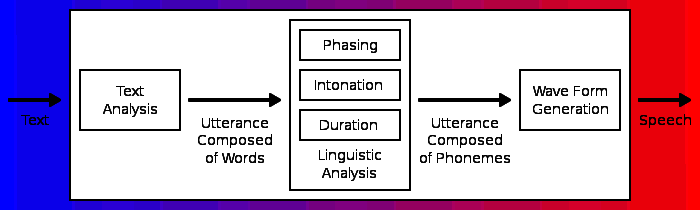 Text
Text
Analysis
Utterance
Composed
of Words
Phasing
Intonation
Duration
Linguistic
Analysis
Utterance
Composed
of Phonemes
Wave Form
Generation
Speech